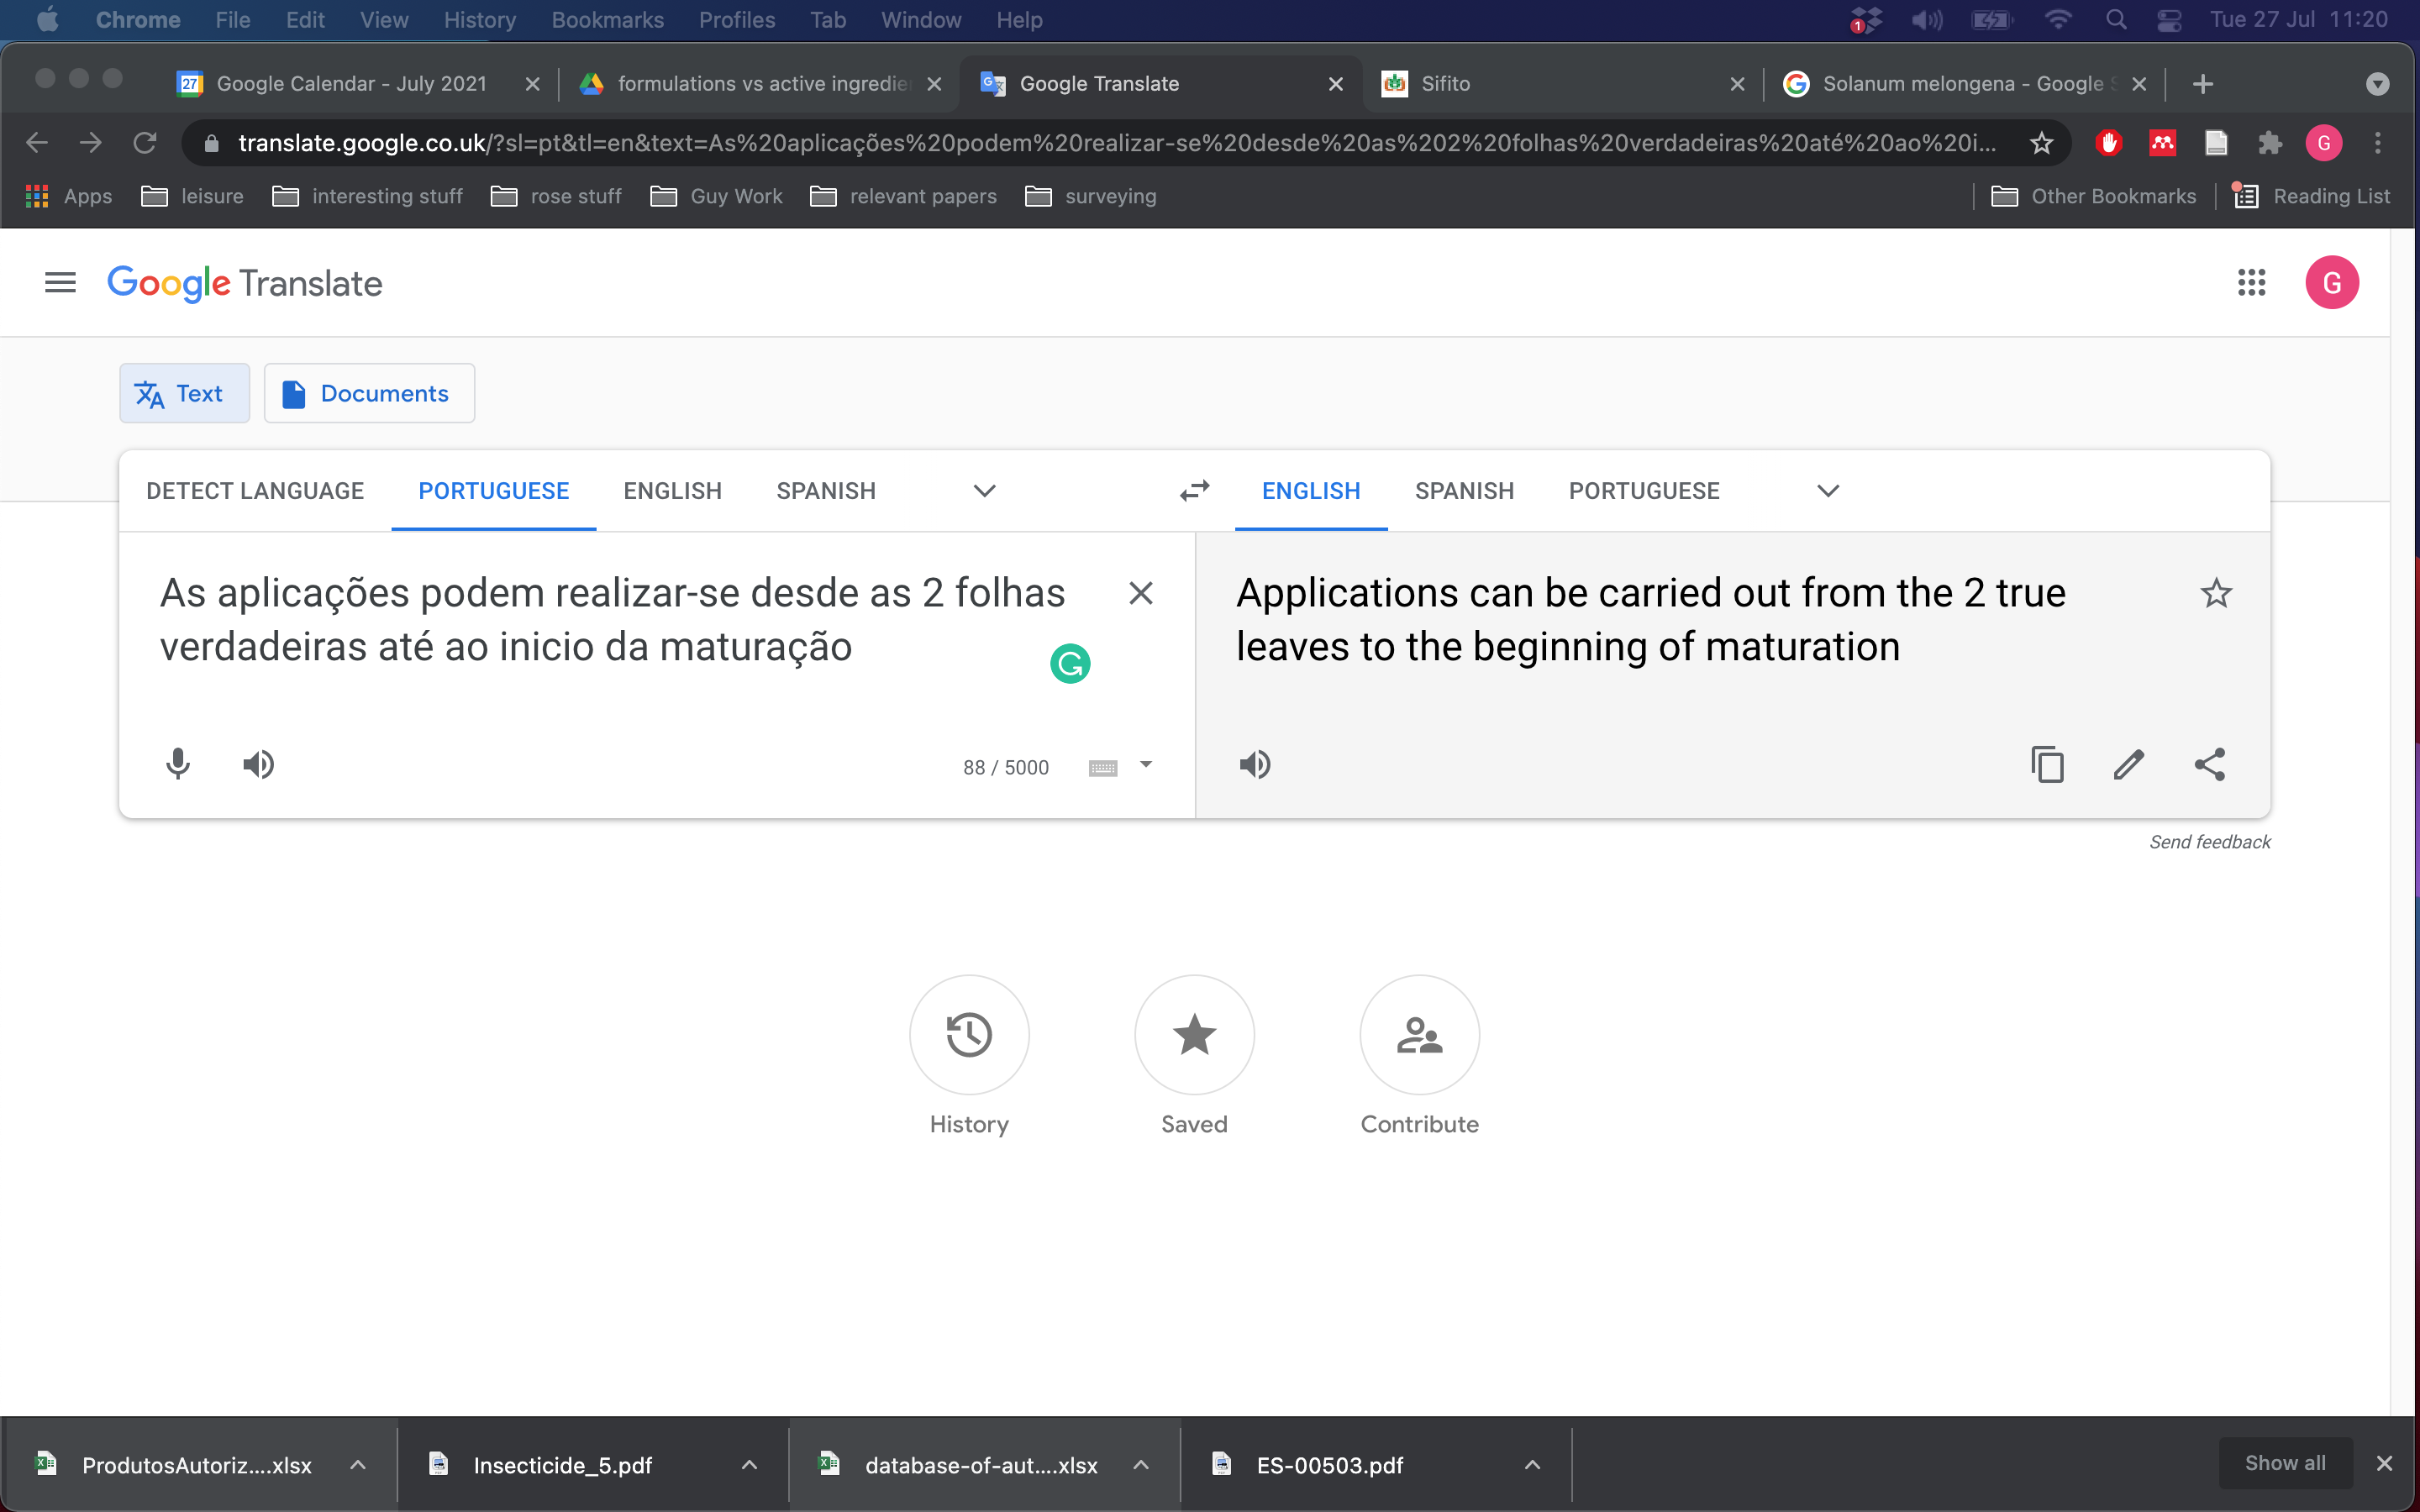 Chrome File Edit View History Bookmarks Profiles Tab Window Help 1 Tue 27 Jul 11:20
27 Google Calendar - July 2021 formulations vs active ingredie Google Translate Sifito Solanum melongena - Google S
translate.google.co.uk/?sl=pt&tl=en&text=As%20aplicações%20podem%20realizar-se%20desde%20as%202%20folhas%20verdadeiras%20até%20ao%20i... G
Apps leisure interesting stuff rose stuff Guy Work relevant papers surveying Other Bookmarks Reading List
Google Translate G
Text Documents
DETECT LANGUAGE PORTUGUESE ENGLISH SPANISH ENGLISH SPANISH PORTUGUESE
As aplicações podem realizar-se desde as 2 folhas
verdadeiras até ao inicio da maturação
Applications can be carried out from the 2 true
leaves to the beginning of maturation
88 / 5000
Send feedback
History Saved Contribute
ProdutosAutoriz....xlsx Insecticide_5.pdf database-of-aut....xlsx ES-00503.pdf Show all